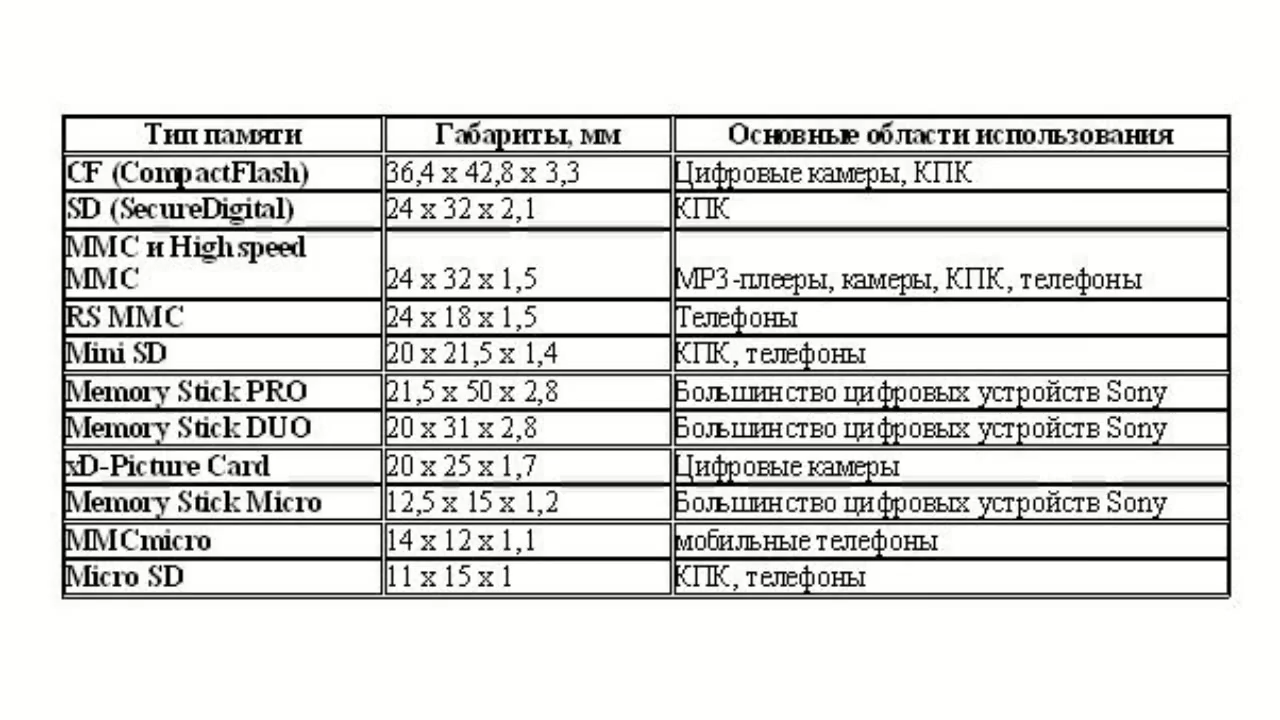 Тип памяти Габариты, мм Основные области использования
CF (CompactFlash) 36,4 x 42,8 x 3,3 Цифровые камеры, КПК
SD (SecureDigital) 24 x 32 x 2,1 КПК
MMC и High speed
MMC 24 x 32 x 1,5 MP3-плееры, камеры, КПК, телефоны
RS MMC 24 x 18 x 1,5 Телефоны
Mini SD 20 x 21,5 x 1,4 КПК, телефоны
Memory Stick PRO 21,5 x 50 x 2,8 Большинство цифровых устройств Sony
Memory Stick DUO 20 x 31 x 2,8 Большинство цифровых устройств Sony
xD-Picture Card 20 x 25 x 1,7 Цифровые камеры
Memory Stick Micro 12,5 x 15 x 1,2 Большинство цифровых устройств Sony
MMCmicro 14 x 12 x 1,1 мобильные телефоны
Micro SD 11 x 15 x 1 КПК, телефоны